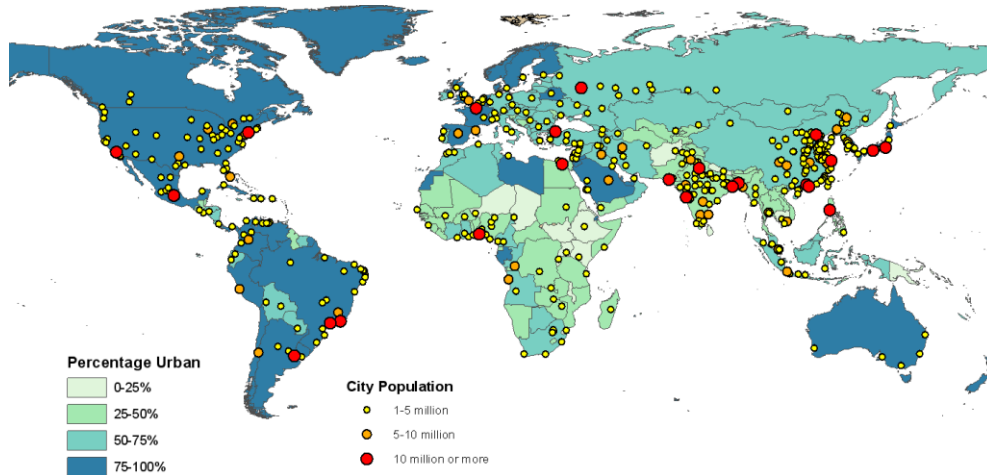 Percentage Urban
0-25%
25-50%
50-75%
75-100%
City Population
1-5 million
5-10 million
10 million or more